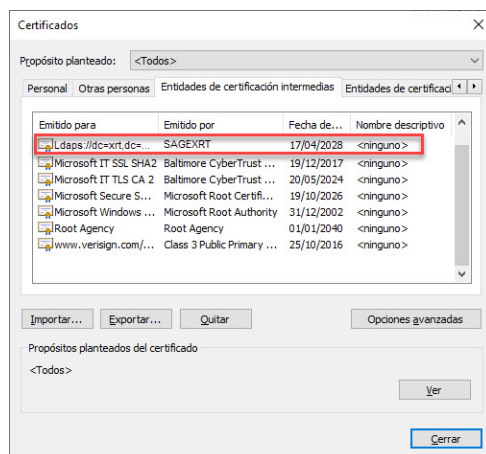 Certificados
Propósito planteado: <Todos>
Personal Otras personas Entidades de certificación intermedias Entidades de certificaci
Emitido para Emitido por Fecha de... Nombre descriptivo
Ldaps://dc=xrt,dc=... SAGEXRT 17/04/2028 <ninguno>
Microsoft IT SSL SHA2 Baltimore CyberTrust ... 19/12/2017 <ninguno>
Microsoft IT TLS CA 2 Baltimore CyberTrust ... 20/05/2024 <ninguno>
Microsoft Secure S... Microsoft Root Certifi... 19/10/2026 <ninguno>
Microsoft Windows ... Microsoft Root Authority 31/12/2002 <ninguno>
Root Agency Root Agency 01/01/2040 <ninguno>
www.verisign.com/... Class 3 Public Primary ... 25/10/2016 <ninguno>
Importar... Exportar... Quitar Opciones avanzadas
Propósitos planteados del certificado
<Todos>
Ver
Cerrar